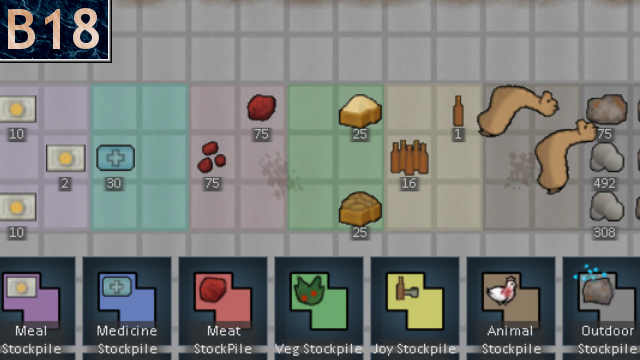 B18
10
75
25
1
75
2
30
75
16
492
10
25
308
Meal
Stockpile
Medicine
Stockpile
Meat
StockPile
Veg Stockpile
Joy Stockpile
Animal
Stockpile
Outdoor
Stockpile